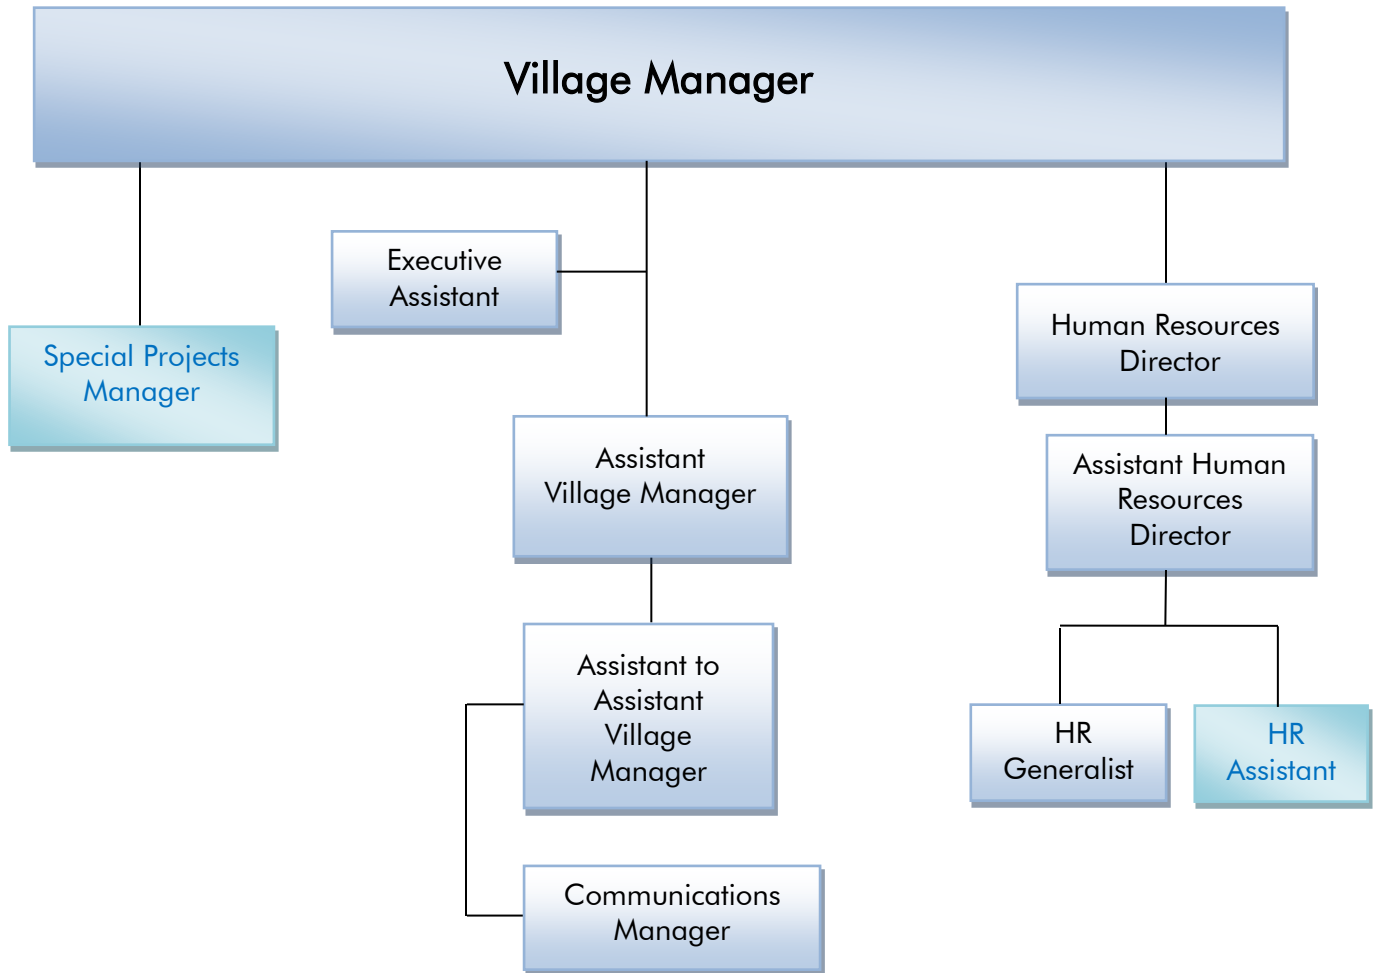 Village Manager
Executive
Assistant
Special Projects
Manager
Human Resources
Director
Assistant
Village Manager
Assistant Human
Resources
Director
Assistant to
Assistant
Village
Manager
HR
Generalist
HR
Assistant
Communications
Manager